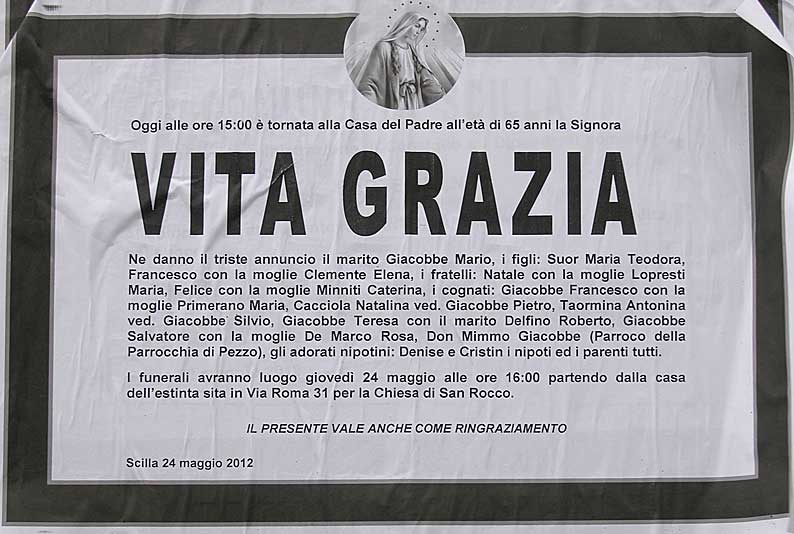 Oggi alle ore 15:00 è tornata alla Casa del Padre all'età di 65 anni la Signora
VITA GRAZIA
Ne danno il triste annuncio il marito Giacobbe Mario, i figli: Suor Maria Teodora,
Francesco con la moglie Clemente Elena, i fratelli: Natale con la moglie Lopresti
Maria, Felice con la moglie Minniti Caterina, i cognati: Giacobbe Francesco con la
moglie Primerano Maria, Cacciola Natalina ved. Giacobbe Pietro, Taormina Antonina
ved. Giacobbe Silvio, Giacobbe Teresa con il marito Delfino Roberto, Giacobbe
Salvatore con la moglie De Marco Rosa, Don Mimmo Giacobbe (Parroco della
Parrocchia di Pezzo), gli adorati nipotini: Denise e Cristin i nipoti ed i parenti tutti.
I funerali avranno luogo giovedì 24 maggio alle ore 16:00 partendo dalla casa
dell'estinta sita in Via Roma 31 per la Chiesa di San Rocco.
IL PRESENTE VALE ANCHE COME RINGRAZIAMENTO
Scilla 24 maggio 2012